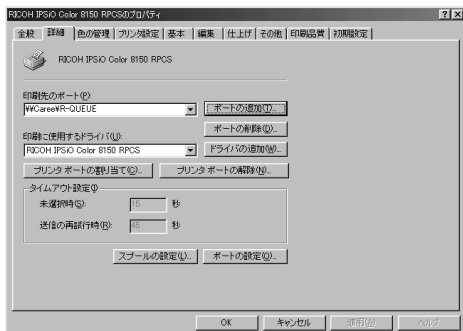 RICOH IPSiO Color 8150 RPCSのプロパティ
全般 詳細 色の管理 プリンタ設定 基本 編集 仕上げ その他 印刷品質 初期設定
RICOH IPSiO Color 8150 RPCS
印刷先のポート(P):
¥¥Caree¥R-QUEUE ポートの追加(T)...
ポートの削除(D)...
印刷に使用するドライバ(U):
RICOH IPSiO Color 8150 RPCS ドライバの追加(W)...
プリンタ ポートの割り当て(C)... プリンタ ポートの解除(N)...
タイムアウト設定(I)
未選択時(S): 15 秒
送信の再試行時(R): 45 秒
スプールの設定(L)... ポートの設定(O)...
OK キャンセル 適用(A) ヘルプ